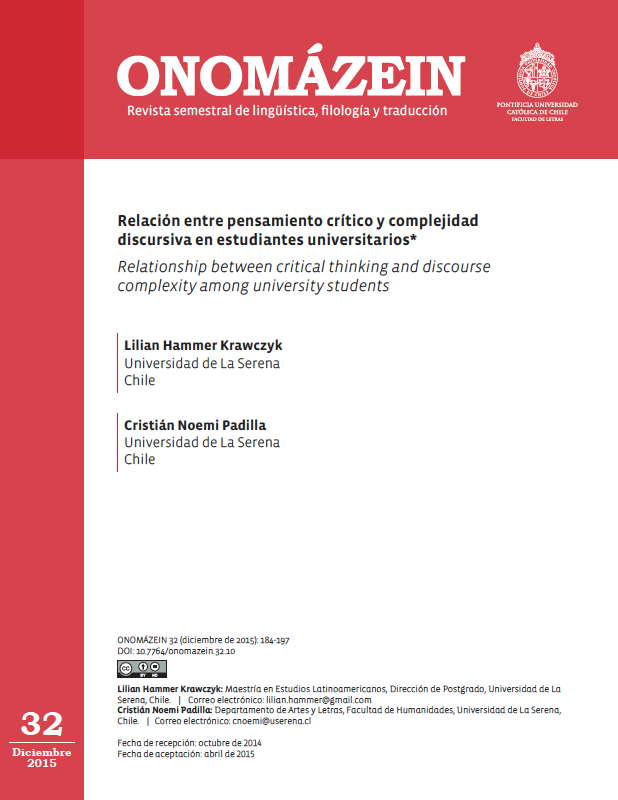 ONOMÁZEIN
Revista semestral de lingüística, filología y traducción
PONTIFICIA UNIVERSIDAD
CATÓLICA DE CHILE
FACULTAD DE LETRAS
Relación entre pensamiento crítico y complejidad
discursiva en estudiantes universitarios*
Relationship between critical thinking and discourse
complexity among university students
Lilian Hammer Krawczyk
Universidad de La Serena
Chile
Cristián Noemi Padilla
Universidad de La Serena
Chile
ONOMÁZEIN 32 (diciembre de 2015): 184-197
DOI: 10.7764/onomazein.32.10
CC BY ND
Lilian Hammer Krawczyk: Maestría en Estudios Latinoamericanos, Dirección de Postgrado, Universidad de La
Serena, Chile. | Correo electrónico: lilian.hammer@gmail.com
Cristián Noemi Padilla: Departamento de Artes y Letras, Facultad de Humanidades, Universidad de La Serena,
Chile. | Correo electrónico: cnoemi@userena.cl
Fecha de recepción: octubre de 2014
Fecha de aceptación: abril de 2015
32
Diciembre
2015